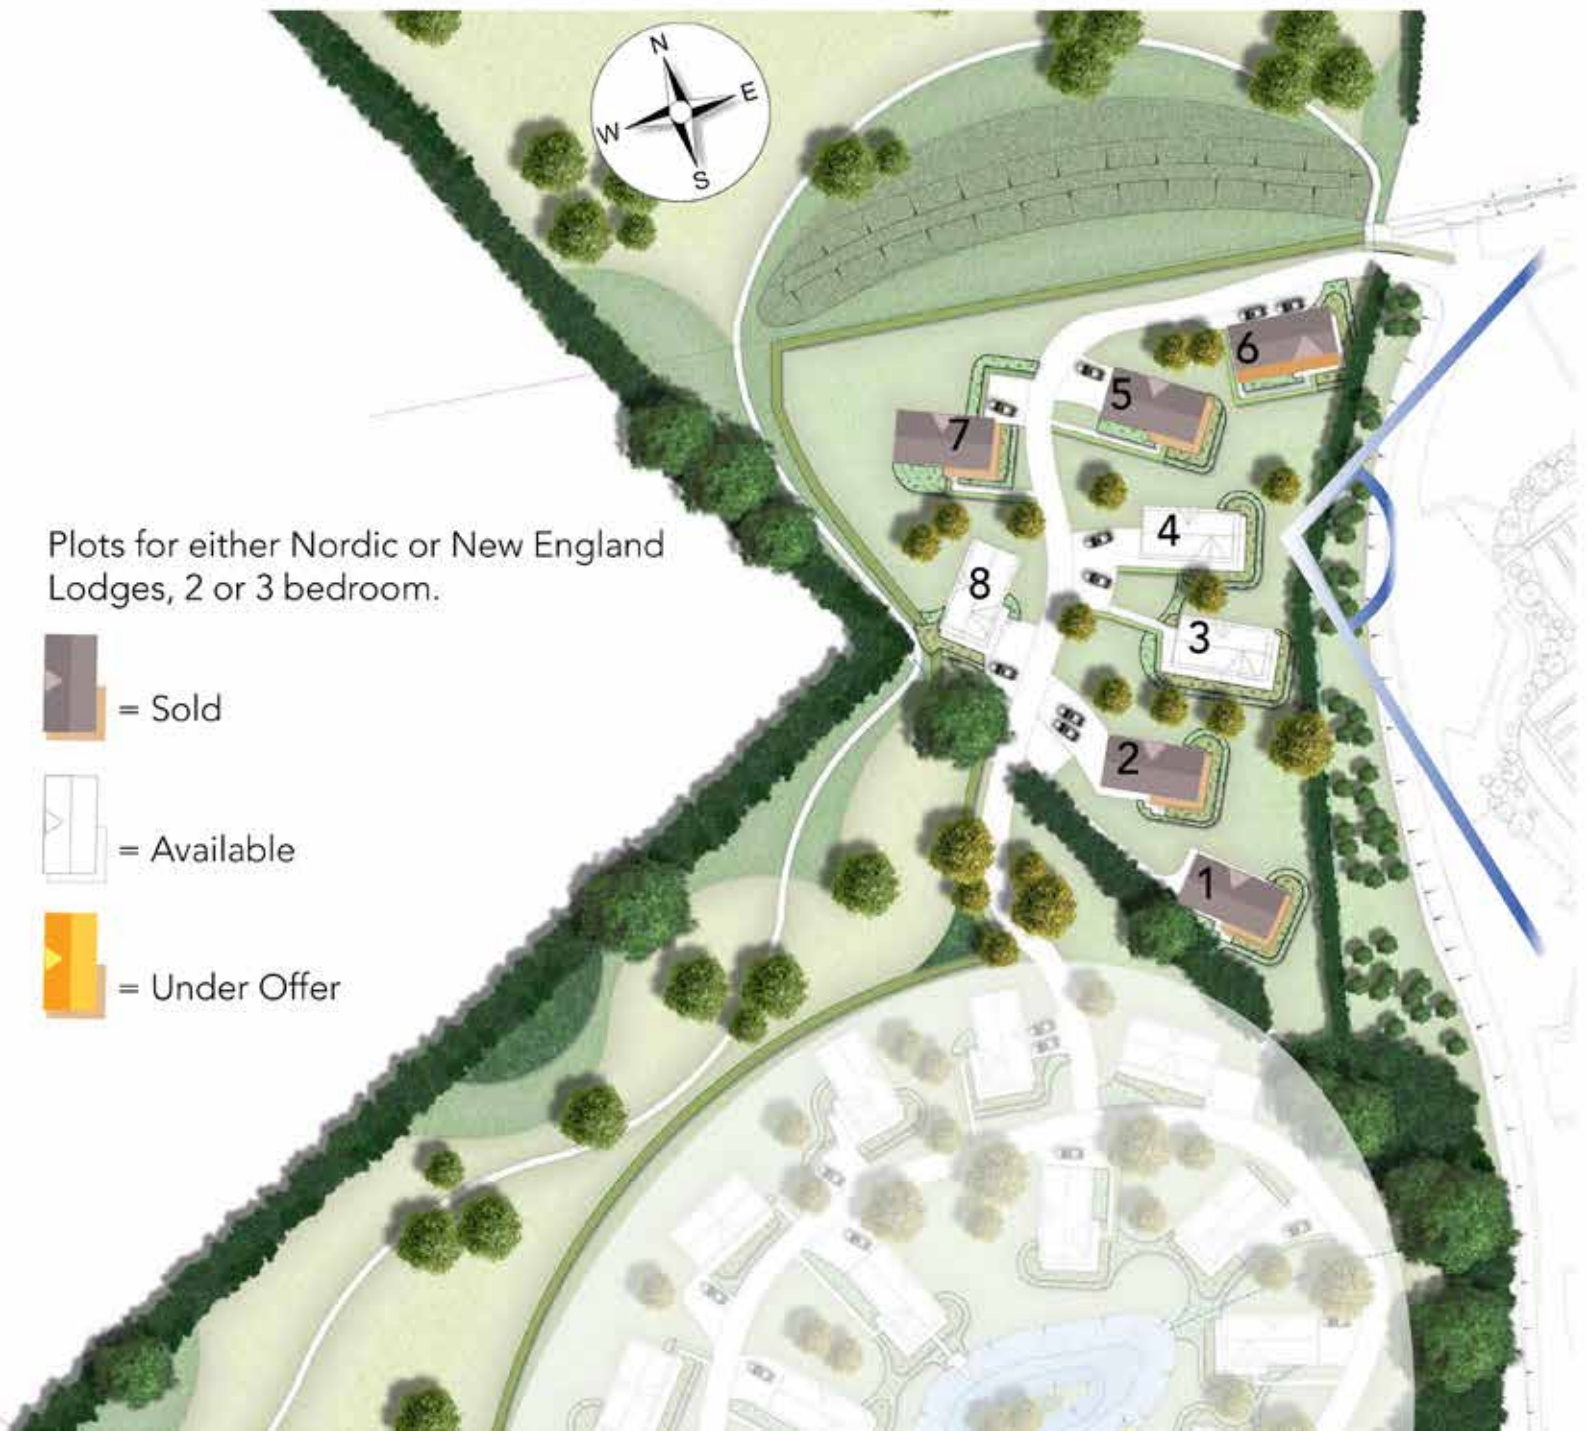 N
E
W
S
6
5
7
4
8
3
2
1
Plots for either Nordic or New England
Lodges, 2 or 3 bedroom.
= Sold
= Available
= Under Offer